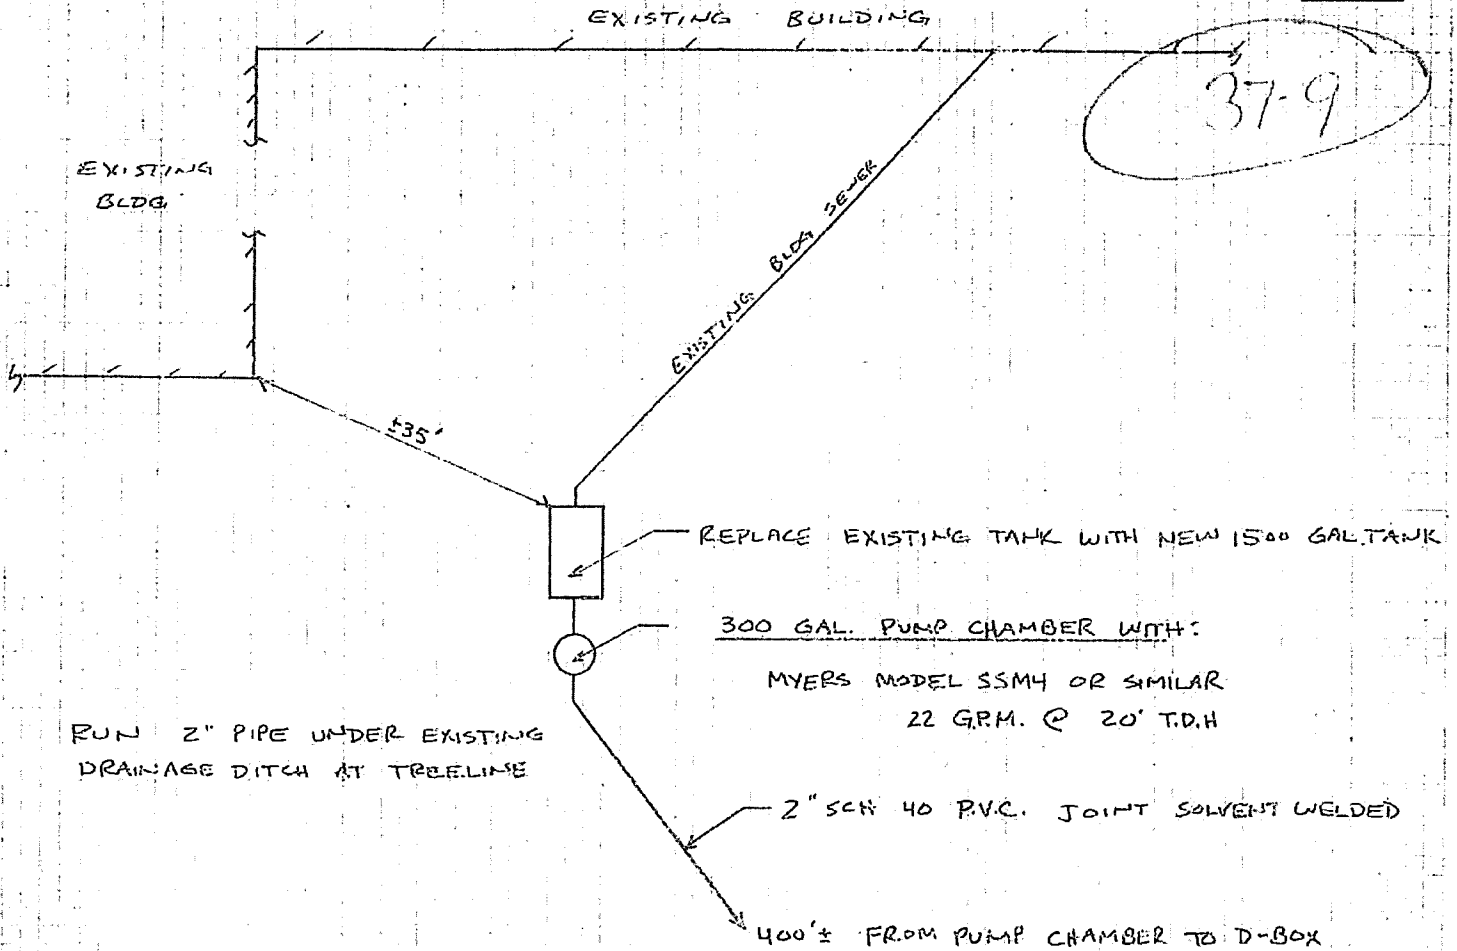 EXISTING BUILDING
37-9
EXISTING
BLDG
EXISTING BLDG SEWER
±35'
REPLACE EXISTING TANK WITH NEW 1500 GAL. TANK
300 GAL. PUMP CHAMBER WITH:
MYERS MODEL SSM4 OR SIMILAR
22 G.P.M. @ 20' T.D.H
RUN 2" PIPE UNDER EXISTING
DRAINAGE DITCH AT TREELINE
2" SCH 40 P.V.C. JOINT SOLVENT WELDED
400'± FROM PUMP CHAMBER TO D-BOX